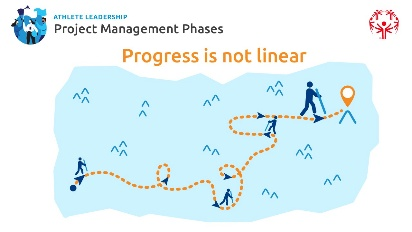 ATHLETE LEADERSHIP
Project Management Phases
Progress is not linear